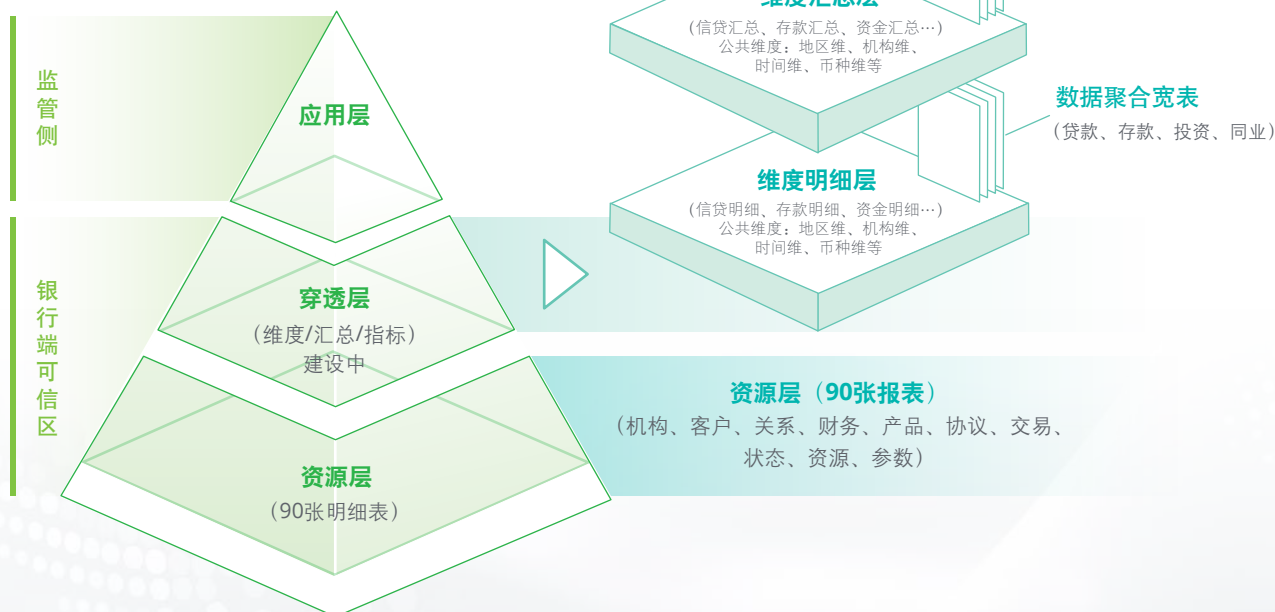 监管侧
应用层
银行端可信区
穿透层
（维度/汇总/指标）
建设中
资源层
（90张明细表）
维度汇总层
（信贷汇总、存款汇总、资金汇总…）
公共维度：地区维、机构维、
时间维、币种维等
数据聚合宽表
（贷款、存款、投资、同业）
维度明细层
（信贷明细、存款明细、资金明细…）
公共维度：地区维、机构维、
时间维、币种维等
资源层（90张报表）
（机构、客户、关系、财务、产品、协议、交易、
状态、资源、参数）